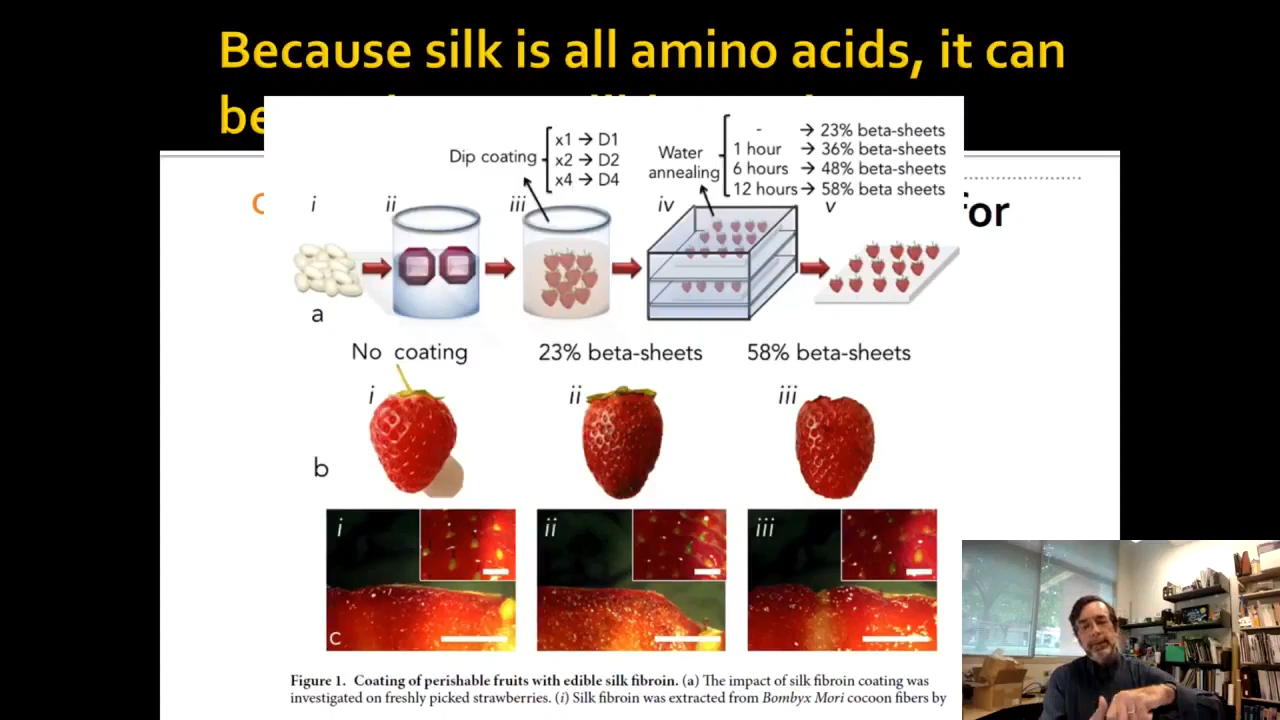 Because silk is all amino acids, it can
be
for
Dip coating
x1 → D1
x2 → D2
x4 → D4
Water
annealing
- → 23% beta-sheets
1 hour → 36% beta-sheets
6 hours → 48% beta-sheets
12 hours → 58% beta sheets
i ii iii iv v
a
No coating 23% beta-sheets 58% beta-sheets
i ii iii
b
i ii iii
c
Figure 1. Coating of perishable fruits with edible silk fibroin. (a) The impact of silk fibroin coating was
investigated on freshly picked strawberries. (i) Silk fibroin was extracted from Bombyx Mori cocoon fibers by